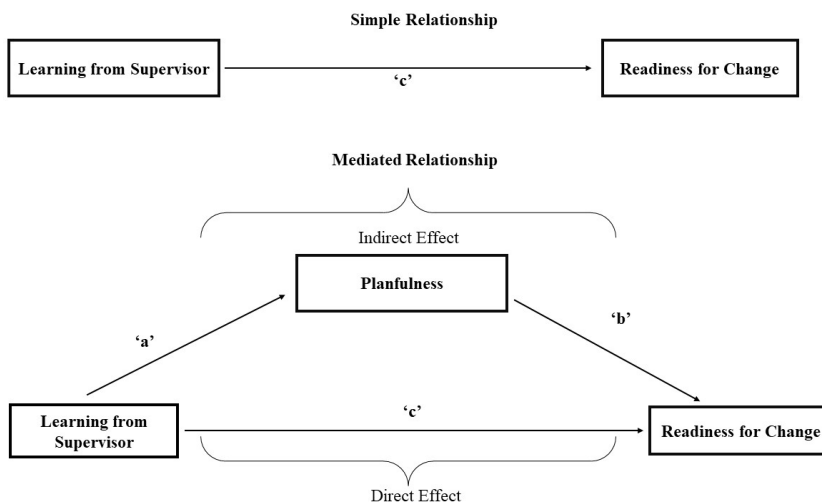 Simple Relationship
Learning from Supervisor
‘c’
Readiness for Change
Mediated Relationship
Indirect Effect
Planfulness
‘a’
‘b’
Learning from
Supervisor
‘c’
Readiness for Change
Direct Effect